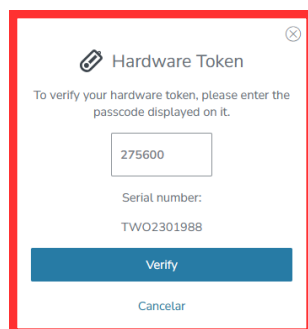 Hardware Token
To verify your hardware token, please enter the
passcode displayed on it.
275600
Serial number:
TWO2301988
Verify
Cancelar